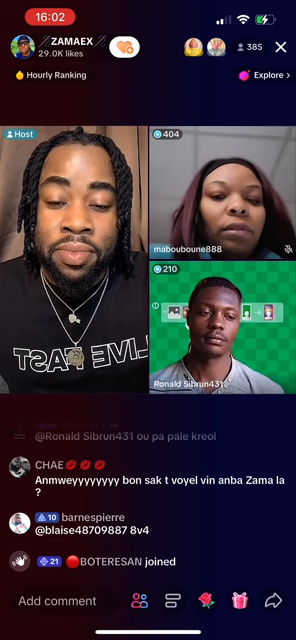 16:02
ZAMAEX
29.0K likes
385
Hourly Ranking
Explore >
Host
404
mabouboune888
210
LIVE FAST
Ronald Sibrun431
@Ronald Sibrun431 ou pa pale kreol
CHAE💋💋💋
Anmweyyyyyyyy bon sak t voyel vin anba Zama la
?
10 barnespierre
@blaise48709887 8v4
21 🔴BOTERESAN joined
Add comment